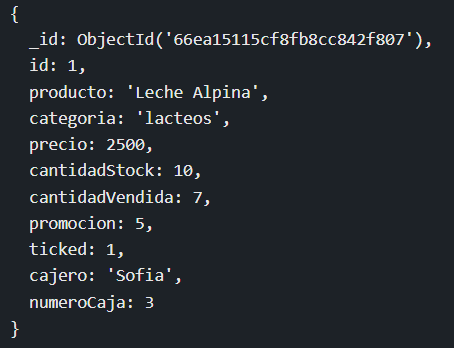 {
  _id: ObjectId('66ea15115cf8fb8cc842f807'),
  id: 1,
  producto: 'Leche Alpina',
  categoria: 'lacteos',
  precio: 2500,
  cantidadStock: 10,
  cantidadVendida: 7,
  promocion: 5,
  ticked: 1,
  cajero: 'Sofia',
  numeroCaja: 3
}